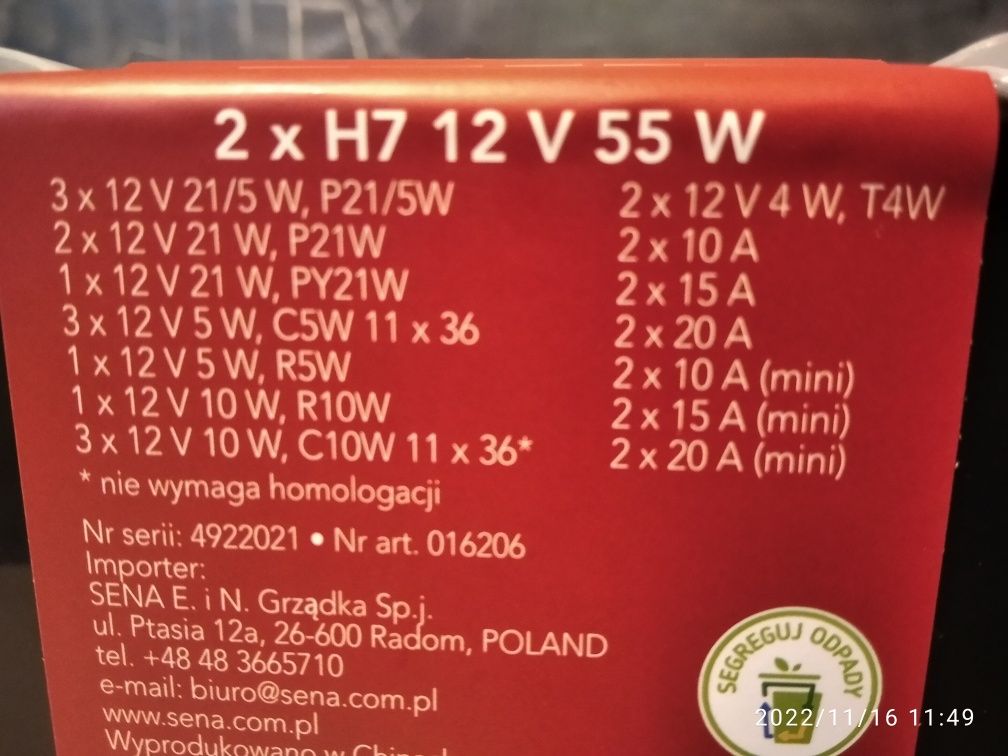 2 x H7 12 V 55 W
3 x 12 V 21/5 W, P21/5W
2 x 12 V 21 W, P21W
1 x 12 V 21 W, PY21W
3 x 12 V 5 W, C5W 11 x 36
1 x 12 V 5 W, R5W
1 x 12 V 10 W, R10W
3 x 12 V 10 W, C10W 11 x 36*
* nie wymaga homologacji
2 x 12 V 4 W, T4W
2 x 10 A
2 x 15 A
2 x 20 A
2 x 10 A (mini)
2 x 15 A (mini)
2 x 20 A (mini)
Nr serii: 4922021 • Nr art. 016206
Importer:
SENA E. i N. Grządka Sp.j.
ul. Ptasia 12a, 26-600 Radom, POLAND
tel. +48 48 3665710
e-mail: biuro@sena.com.pl
www.sena.com.pl
Wyprodukowano w
SEGREGUJ ODPADY
2022/11/16 11:49